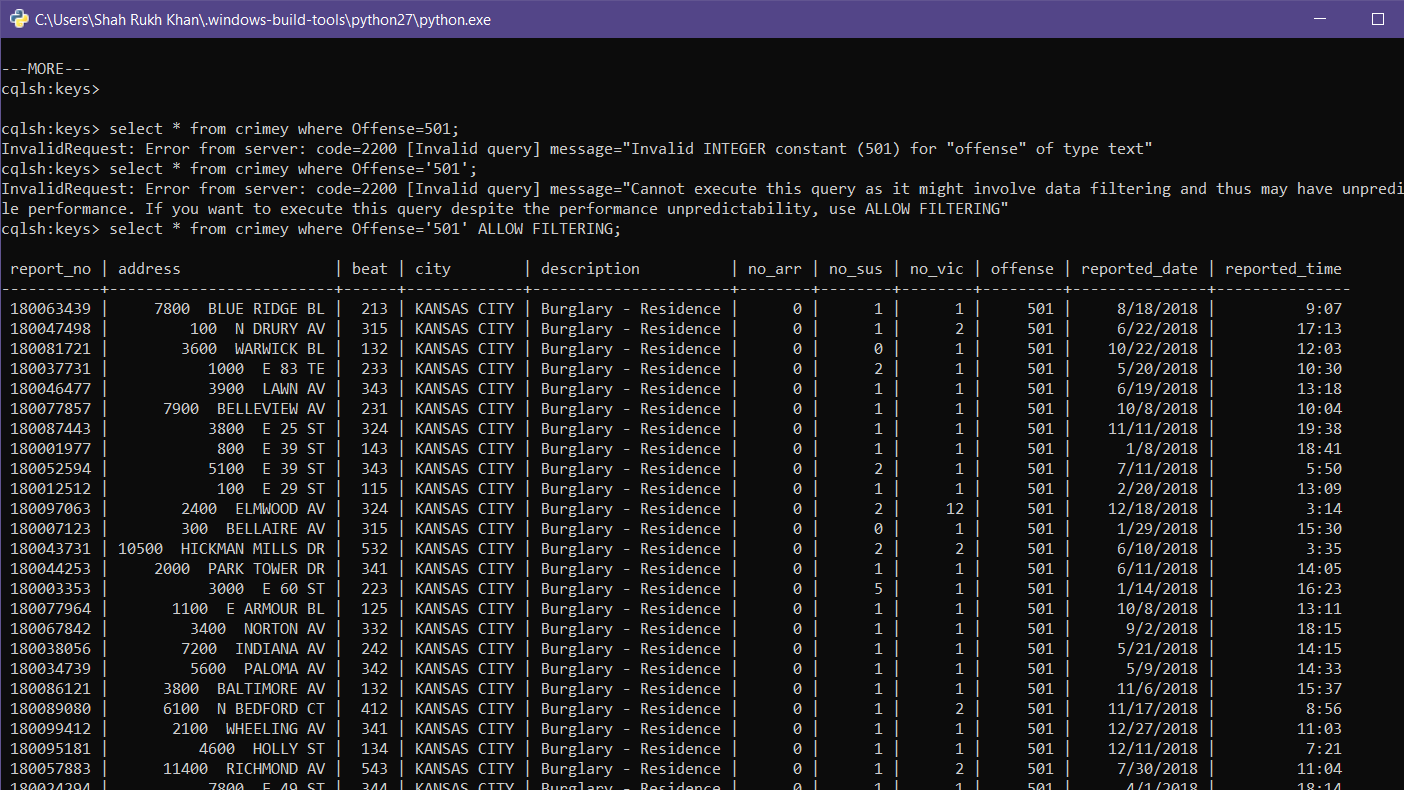 C:\Users\Shah Rukh Khan\.windows-build-tools\python27\python.exe
---MORE---
cqlsh:keys>
cqlsh:keys> select * from crimey where Offense=501;
InvalidRequest: Error from server: code=2200 [Invalid query] message="Invalid INTEGER constant (501) for "offense" of type text"
cqlsh:keys> select * from crimey where Offense='501';
InvalidRequest: Error from server: code=2200 [Invalid query] message="Cannot execute this query as it might involve data filtering and thus may have unpredi
le performance. If you want to execute this query despite the performance unpredictability, use ALLOW FILTERING"
cqlsh:keys> select * from crimey where Offense='501' ALLOW FILTERING;
report_no | address | beat | city | description | no_arr | no_sus | no_vic | offense | reported_date | reported_time
-----------+-------------------------+------+-------------+----------------------+--------+--------+--------+---------+---------------+---------------
180063439 | 7800  BLUE RIDGE BL | 213 | KANSAS CITY | Burglary - Residence | 0 | 1 | 1 | 501 | 8/18/2018 | 9:07
180047498 | 100  N DRURY AV | 315 | KANSAS CITY | Burglary - Residence | 0 | 1 | 2 | 501 | 6/22/2018 | 17:13
180081721 | 3600  WARWICK BL | 132 | KANSAS CITY | Burglary - Residence | 0 | 0 | 1 | 501 | 10/22/2018 | 12:03
180037731 | 1000  E 83 TE | 233 | KANSAS CITY | Burglary - Residence | 0 | 2 | 1 | 501 | 5/20/2018 | 10:30
180046477 | 3900  LAWN AV | 343 | KANSAS CITY | Burglary - Residence | 0 | 1 | 1 | 501 | 6/19/2018 | 13:18
180077857 | 7900  BELLEVIEW AV | 231 | KANSAS CITY | Burglary - Residence | 0 | 1 | 1 | 501 | 10/8/2018 | 10:04
180087443 | 3800  E 25 ST | 324 | KANSAS CITY | Burglary - Residence | 0 | 1 | 1 | 501 | 11/11/2018 | 19:38
180001977 | 800  E 39 ST | 143 | KANSAS CITY | Burglary - Residence | 0 | 1 | 1 | 501 | 1/8/2018 | 18:41
180052594 | 5100  E 39 ST | 343 | KANSAS CITY | Burglary - Residence | 0 | 2 | 1 | 501 | 7/11/2018 | 5:50
180012512 | 100  E 29 ST | 115 | KANSAS CITY | Burglary - Residence | 0 | 1 | 1 | 501 | 2/20/2018 | 13:09
180097063 | 2400  ELMWOOD AV | 324 | KANSAS CITY | Burglary - Residence | 0 | 2 | 12 | 501 | 12/18/2018 | 3:14
180007123 | 300  BELLAIRE AV | 315 | KANSAS CITY | Burglary - Residence | 0 | 0 | 1 | 501 | 1/29/2018 | 15:30
180043731 | 10500  HICKMAN MILLS DR | 532 | KANSAS CITY | Burglary - Residence | 0 | 2 | 2 | 501 | 6/10/2018 | 3:35
180044253 | 2000  PARK TOWER DR | 341 | KANSAS CITY | Burglary - Residence | 0 | 1 | 1 | 501 | 6/11/2018 | 14:05
180003353 | 3000  E 60 ST | 223 | KANSAS CITY | Burglary - Residence | 0 | 5 | 1 | 501 | 1/14/2018 | 16:23
180077964 | 1100  E ARMOUR BL | 125 | KANSAS CITY | Burglary - Residence | 0 | 1 | 1 | 501 | 10/8/2018 | 13:11
180067842 | 3400  NORTON AV | 332 | KANSAS CITY | Burglary - Residence | 0 | 1 | 1 | 501 | 9/2/2018 | 18:15
180038056 | 7200  INDIANA AV | 242 | KANSAS CITY | Burglary - Residence | 0 | 1 | 1 | 501 | 5/21/2018 | 14:15
180034739 | 5600  PALOMA AV | 342 | KANSAS CITY | Burglary - Residence | 0 | 1 | 1 | 501 | 5/9/2018 | 14:33
180086121 | 3800  BALTIMORE AV | 132 | KANSAS CITY | Burglary - Residence | 0 | 1 | 1 | 501 | 11/6/2018 | 15:37
180089080 | 6100  N BEDFORD CT | 412 | KANSAS CITY | Burglary - Residence | 0 | 1 | 2 | 501 | 11/17/2018 | 8:56
180099412 | 2100  WHEELING AV | 341 | KANSAS CITY | Burglary - Residence | 0 | 1 | 1 | 501 | 12/27/2018 | 11:03
180095181 | 4600  HOLLY ST | 134 | KANSAS CITY | Burglary - Residence | 0 | 1 | 1 | 501 | 12/11/2018 | 7:21
180057883 | 11400  RICHMOND AV | 543 | KANSAS CITY | Burglary - Residence | 0 | 1 | 2 | 501 | 7/30/2018 | 11:04
180024294 | 7800  E 49 ST | 344 | KANSAS CITY | Burglary - Residence | 0 | 1 | 1 | 501 | 4/1/2018 | 18:14